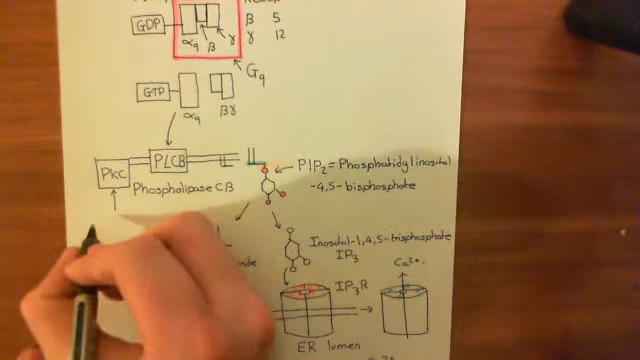 GDP
β 5
γ 12
αq β γ
Gq
GTP
αq βγ
PKC PLCB
Phospholipase CB
PIP2 = Phosphatidylinositol
-4,5-bisphosphate
Inositol-1,4,5-trisphosphate
IP3
Ca2+
IP3R
ER lumen